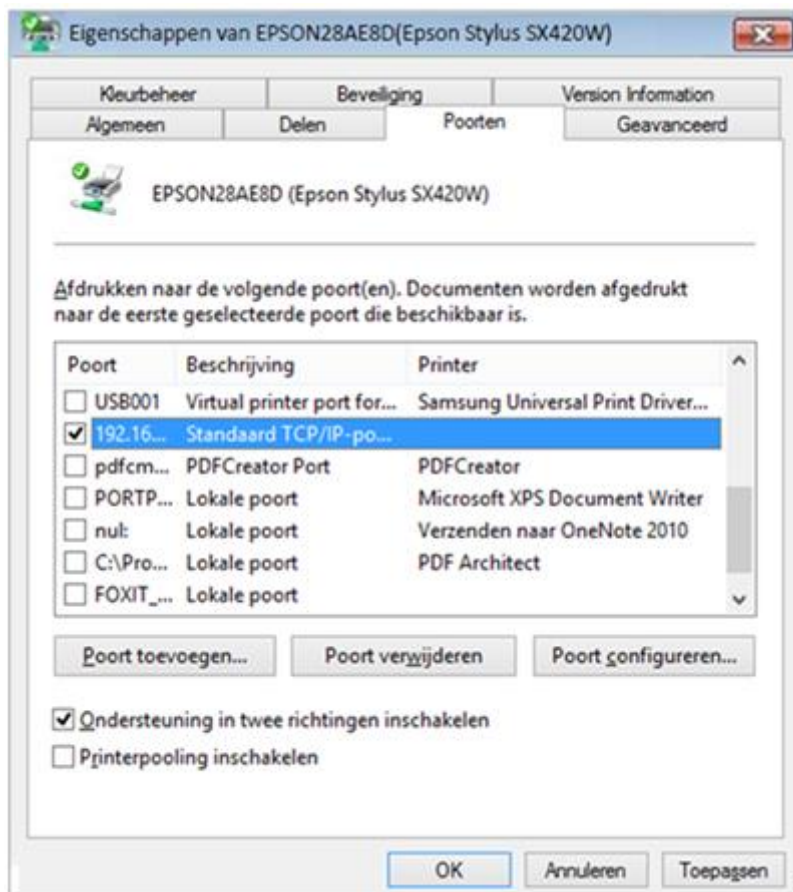 Eigenschappen van EPSON28AE8D(Epson Stylus SX420W)
Kleurbeheer Beveiliging Version Information
Algemeen Delen Poorten Geavanceerd
EPSON28AE8D (Epson Stylus SX420W)
Afdrukken naar de volgende poort(en). Documenten worden afgedrukt
naar de eerste geselecteerde poort die beschikbaar is.
Poort Beschrijving Printer
USB001 Virtual printer port for... Samsung Universal Print Driver...
192.16... Standaard TCP/IP-po...
pdfcm... PDFCreator Port PDFCreator
PORTP... Lokale poort Microsoft XPS Document Writer
nul: Lokale poort Verzenden naar OneNote 2010
C:\Pro... Lokale poort PDF Architect
FOXIT_... Lokale poort
Poort toevoegen... Poort verwijderen Poort configureren...
Ondersteuning in twee richtingen inschakelen
Printerpooling inschakelen
OK Annuleren Toepassen